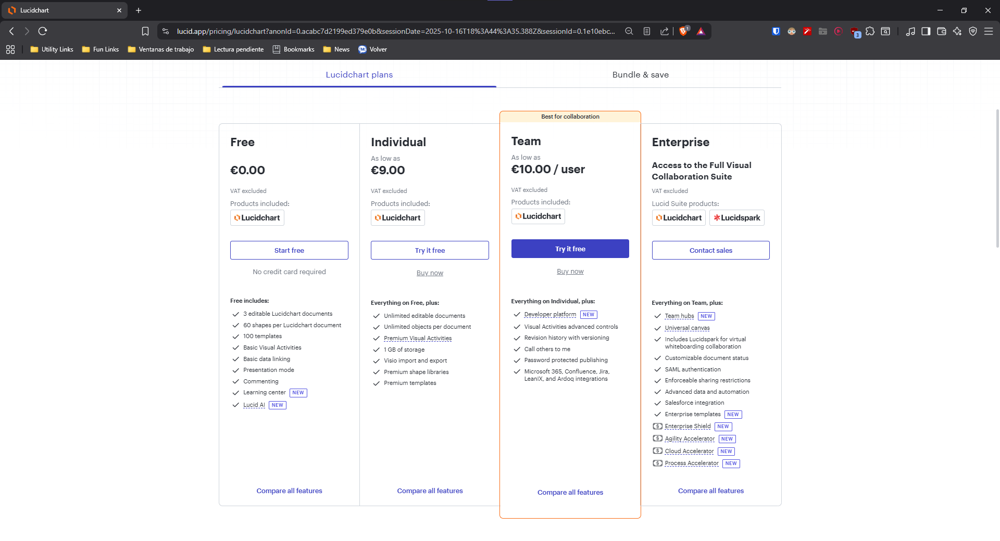 Lucidchart
lucid.app/pricing/lucidchart?anonId=0.acabc7d2199ed379e0b&sessionDate=2025-10-16T18%3A44%3A35.388Z&sessionId=0.1e10ebc...
1
3
Utility Links
Fun Links
Ventanas de trabajo
Lectura pendiente
Bookmarks
News
TMO
Volver
Lucidchart plans
Bundle & save
Free
€0.00
VAT excluded
Products included:
Lucidchart
Start free
No credit card required
Free includes:
3 editable Lucidchart documents
60 shapes per Lucidchart document
100 templates
Basic Visual Activities
Basic data linking
Presentation mode
Commenting
Learning center NEW
Lucid AI NEW
Compare all features
Individual
As low as
€9.00
VAT excluded
Products included:
Lucidchart
Try it free
Buy now
Everything on Free, plus:
Unlimited editable documents
Unlimited objects per document
Premium Visual Activities
1 GB of storage
Visio import and export
Premium shape libraries
Premium templates
Compare all features
Best for collaboration
Team
As low as
€10.00 / user
VAT excluded
Products included:
Lucidchart
Try it free
Buy now
Everything on Individual, plus:
Developer platform NEW
Visual Activities advanced controls
Revision history with versioning
Call others to me
Password protected publishing
Microsoft 365, Confluence, Jira,
LeanIX, and Ardoq integrations
Compare all features
Enterprise
Access to the Full Visual
Collaboration Suite
VAT excluded
Lucid Suite products:
Lucidchart Lucidspark
Contact sales
Everything on Team, plus:
Team hubs NEW
Universal canvas
Includes Lucidspark for virtual
whiteboarding collaboration
Customizable document status
SAML authentication
Enforceable sharing restrictions
Advanced data and automation
Salesforce integration
Enterprise templates NEW
Enterprise Shield NEW
Agility Accelerator NEW
Cloud Accelerator NEW
Process Accelerator NEW
Compare all features